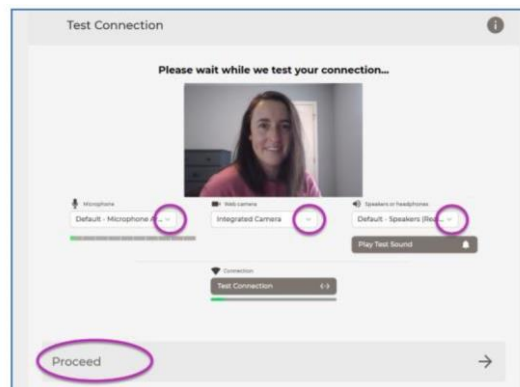 Test Connection
Please wait while we test your connection...
Microphone
Web camera
Speakers or headphones
Default - Microphone Ar...
Integrated Camera
Default - Speakers (Rea...
Play Test Sound
Connection
Test Connection
Proceed